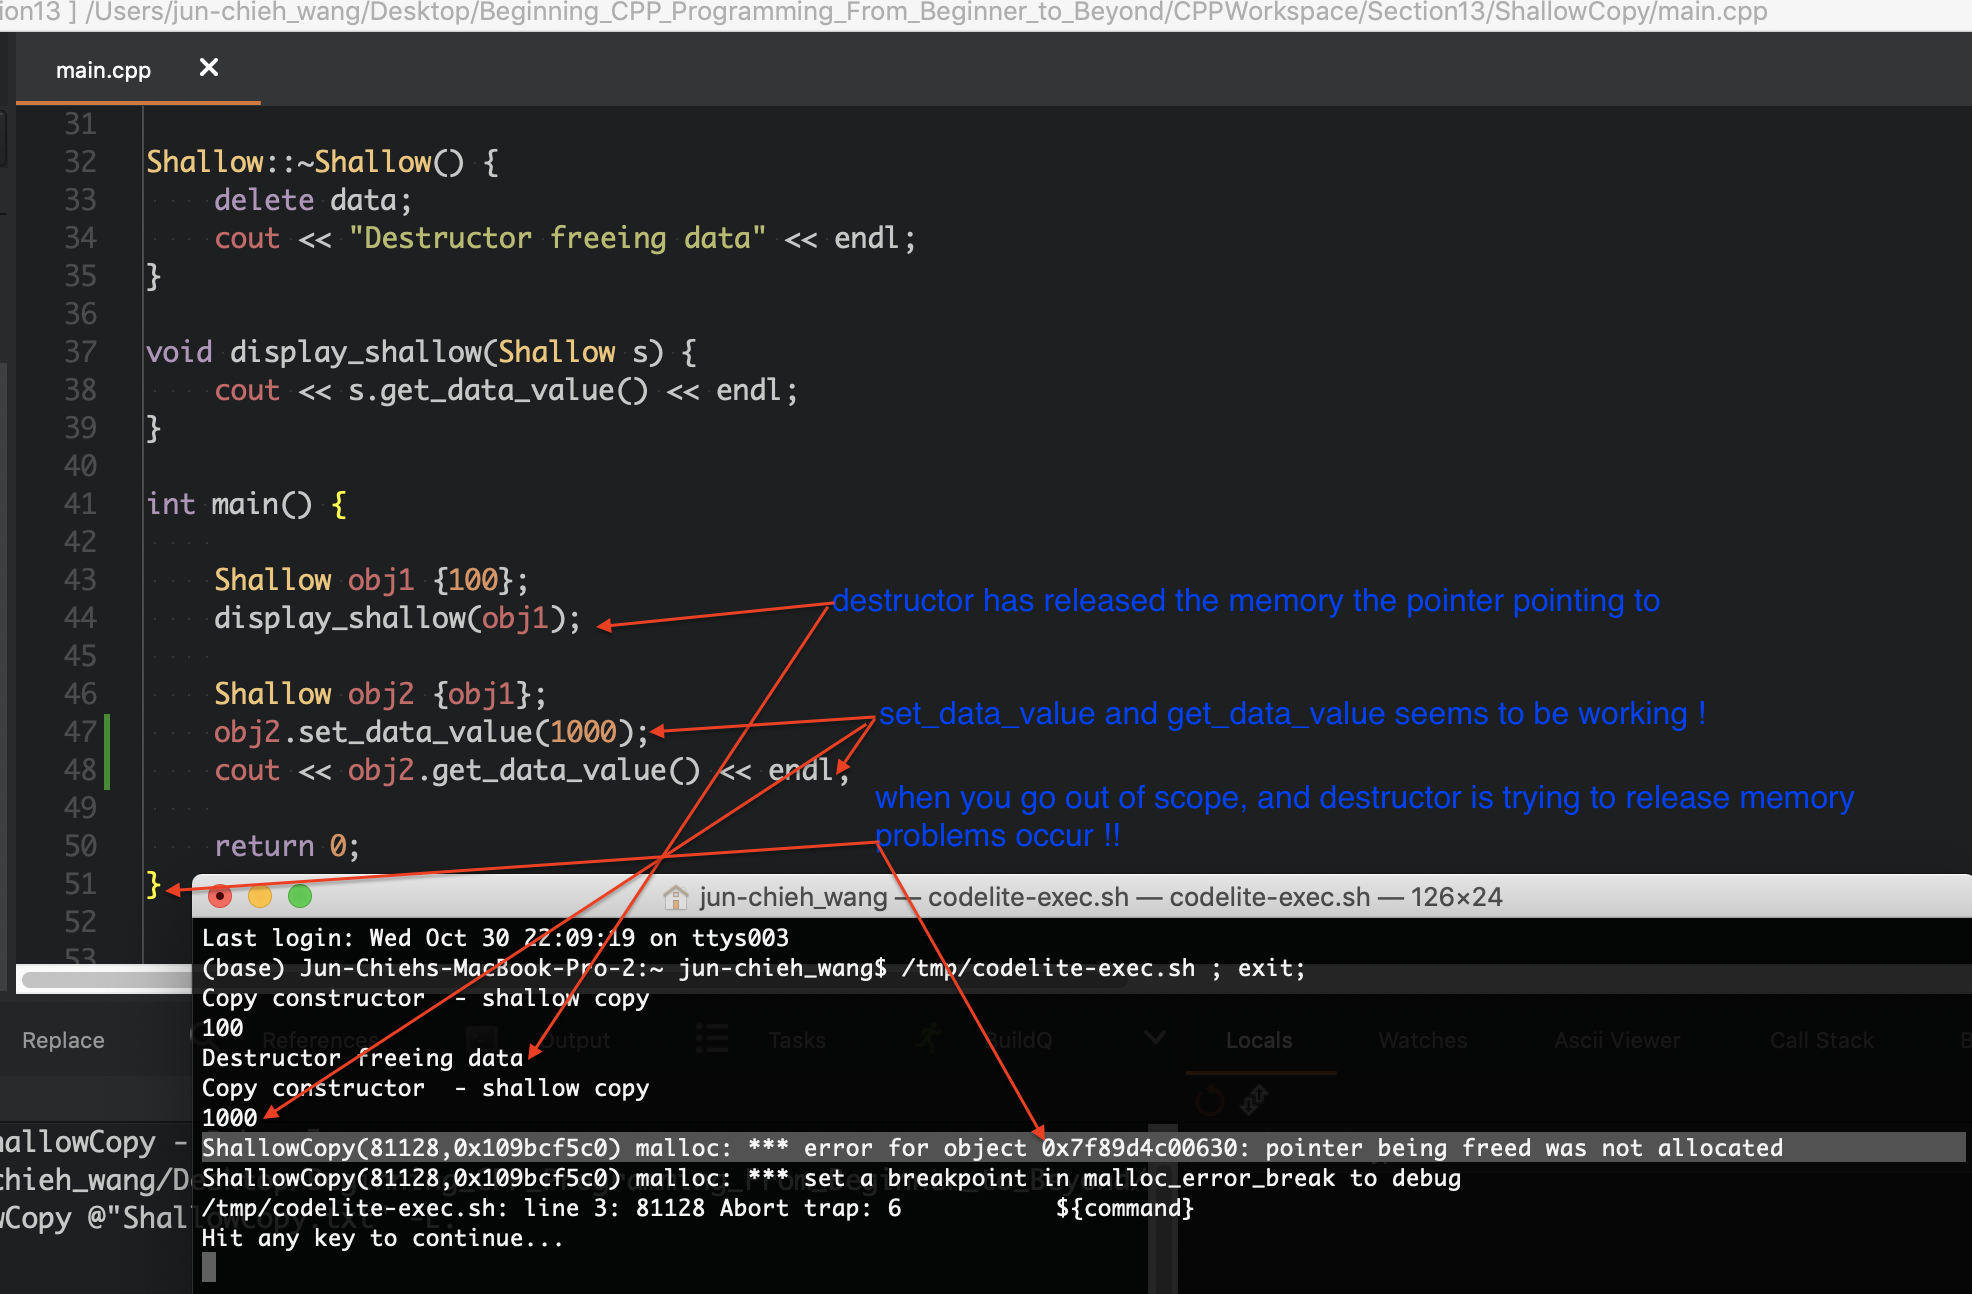 ion13 ] /Users/jun-chieh_wang/Desktop/Beginning_CPP_Programming_From_Beginner_to_Beyond/CPPWorkspace/Section13/ShallowCopy/main.cpp
main.cpp ×
31
32 Shallow::~Shallow() {
33 delete data;
34 cout << "Destructor freeing data" << endl;
35 }
36
37 void display_shallow(Shallow s) {
38 cout << s.get_data_value() << endl;
39 }
40
41 int main() {
42
43 Shallow obj1 {100};
destructor has released the memory the pointer pointing to
44 display_shallow(obj1);
45
46 Shallow obj2 {obj1};
set_data_value and get_data_value seems to be working !
47 obj2.set_data_value(1000);
48 cout << obj2.get_data_value() << endl;
when you go out of scope, and destructor is trying to release memory
49
problems occur !!
50 return 0;
51 }
52
53
jun-chieh_wang — codelite-exec.sh — codelite-exec.sh — 126×24
Last login: Wed Oct 30 22:09:19 on ttys003
(base) Jun-Chiehs-MacBook-Pro-2:~ jun-chieh_wang$ /tmp/codelite-exec.sh ; exit;
Copy constructor  - shallow copy
100
Replace References Output Tasks BuildQ Locals Watches Ascii Viewer Call Stack
Destructor freeing data
Copy constructor  - shallow copy
1000
hallowCopy -
ShallowCopy(81128,0x109bcf5c0) malloc: *** error for object 0x7f89d4c00630: pointer being freed was not allocated
chieh_wang/De
ShallowCopy(81128,0x109bcf5c0) malloc: *** set a breakpoint in malloc_error_break to debug
wCopy @"ShallowCopy.txt" -L.
/tmp/codelite-exec.sh: line 3: 81128 Abort trap: 6 ${command}
Hit any key to continue...